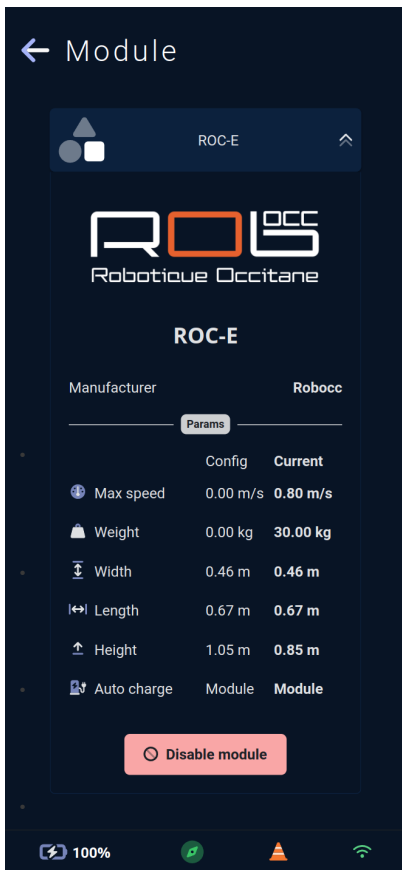 Module
ROC-E
ROB OCC
Robotique Occitane
ROC-E
Manufacturer Robocc
Params
Config Current
Max speed 0.00 m/s 0.80 m/s
Weight 0.00 kg 30.00 kg
Width 0.46 m 0.46 m
Length 0.67 m 0.67 m
Height 1.05 m 0.85 m
Auto charge Module Module
Disable module
100%